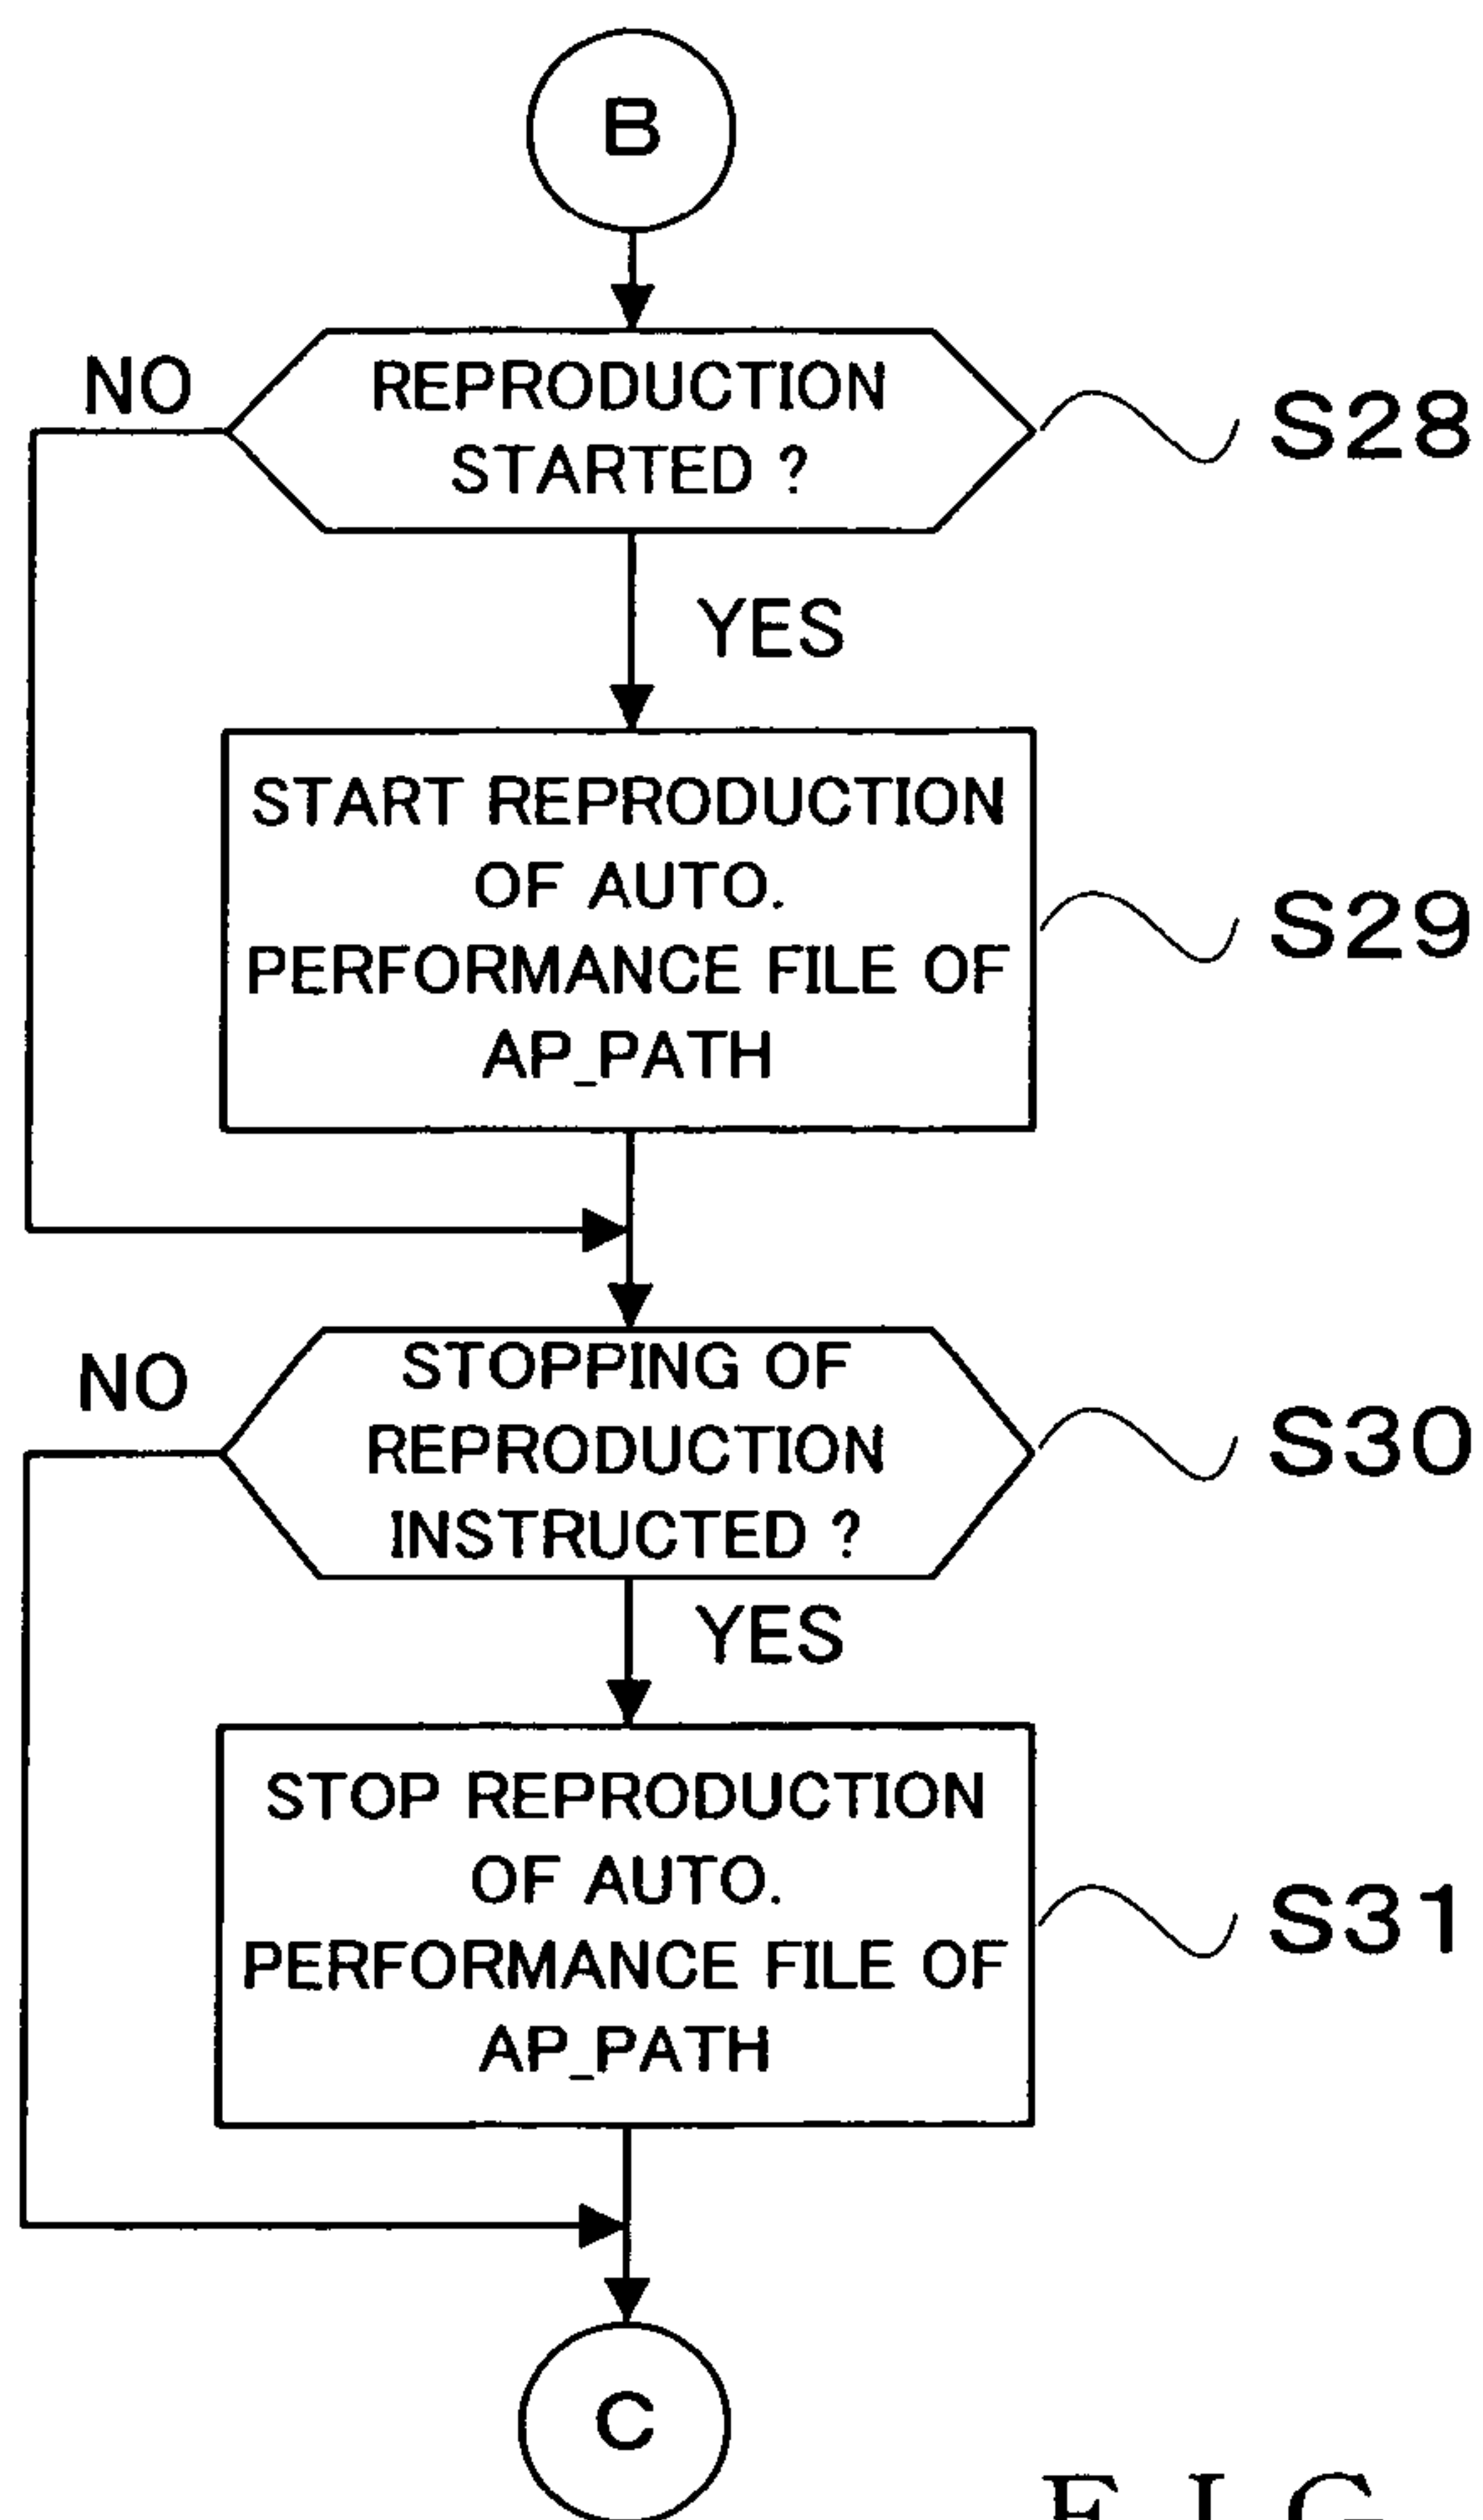 B
NO
REPRODUCTION
STARTED ?
S28
YES
START REPRODUCTION
OF AUTO.
PERFORMANCE FILE OF
AP_PATH
S29
NO
STOPPING OF
REPRODUCTION
INSTRUCTED ?
S30
YES
STOP REPRODUCTION
OF AUTO.
PERFORMANCE FILE OF
AP_PATH
S31
C